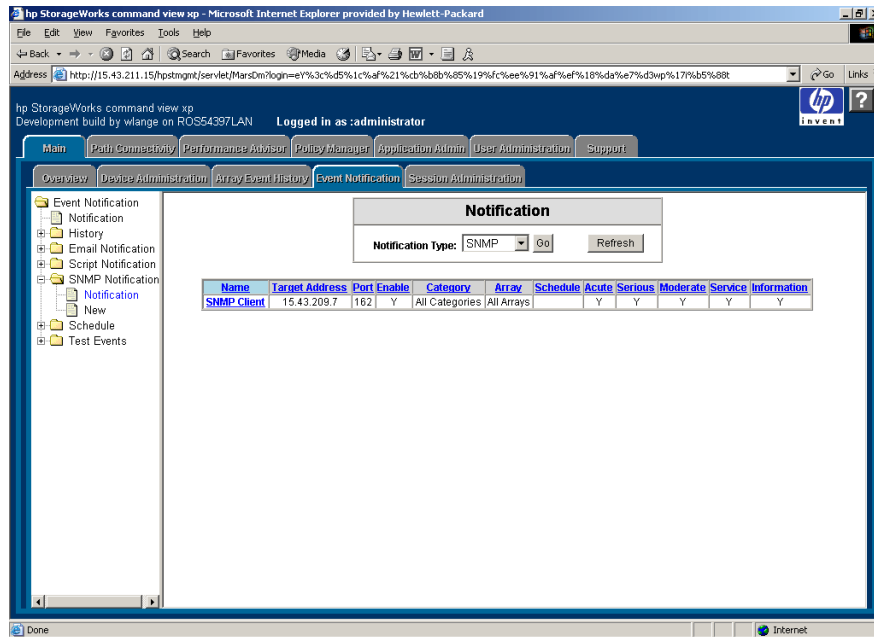 hp StorageWorks command view xp - Microsoft Internet Explorer provided by Hewlett-Packard
File Edit View Favorites Tools Help
Back Search Favorites Media
Address http://15.43.211.15/hpstmgmt/servlet/MarsDm?login=eY%3c%d5%1c%af%21%cb%b8b%85%19%fc%ee%91%af%ef%18%da%e7%d3wp%17i%b5%88t Go Links
hp StorageWorks command view xp
Development build by wlange on ROS54397LAN Logged in as :administrator
hp
invent
?
Main Path Connectivity Performance Advisor Policy Manager Application Admin User Administration Support
Overview Device Administration Array Event History Event Notification Session Administration
Event Notification
Notification
History
Email Notification
Script Notification
SNMP Notification
Notification
New
Schedule
Test Events
Notification
Notification Type: SNMP Go Refresh
Name Target Address Port Enable Category Array Schedule Acute Serious Moderate Service Information
SNMP Client 15.43.209.7 162 Y All Categories All Arrays Y Y Y Y Y
Done Internet